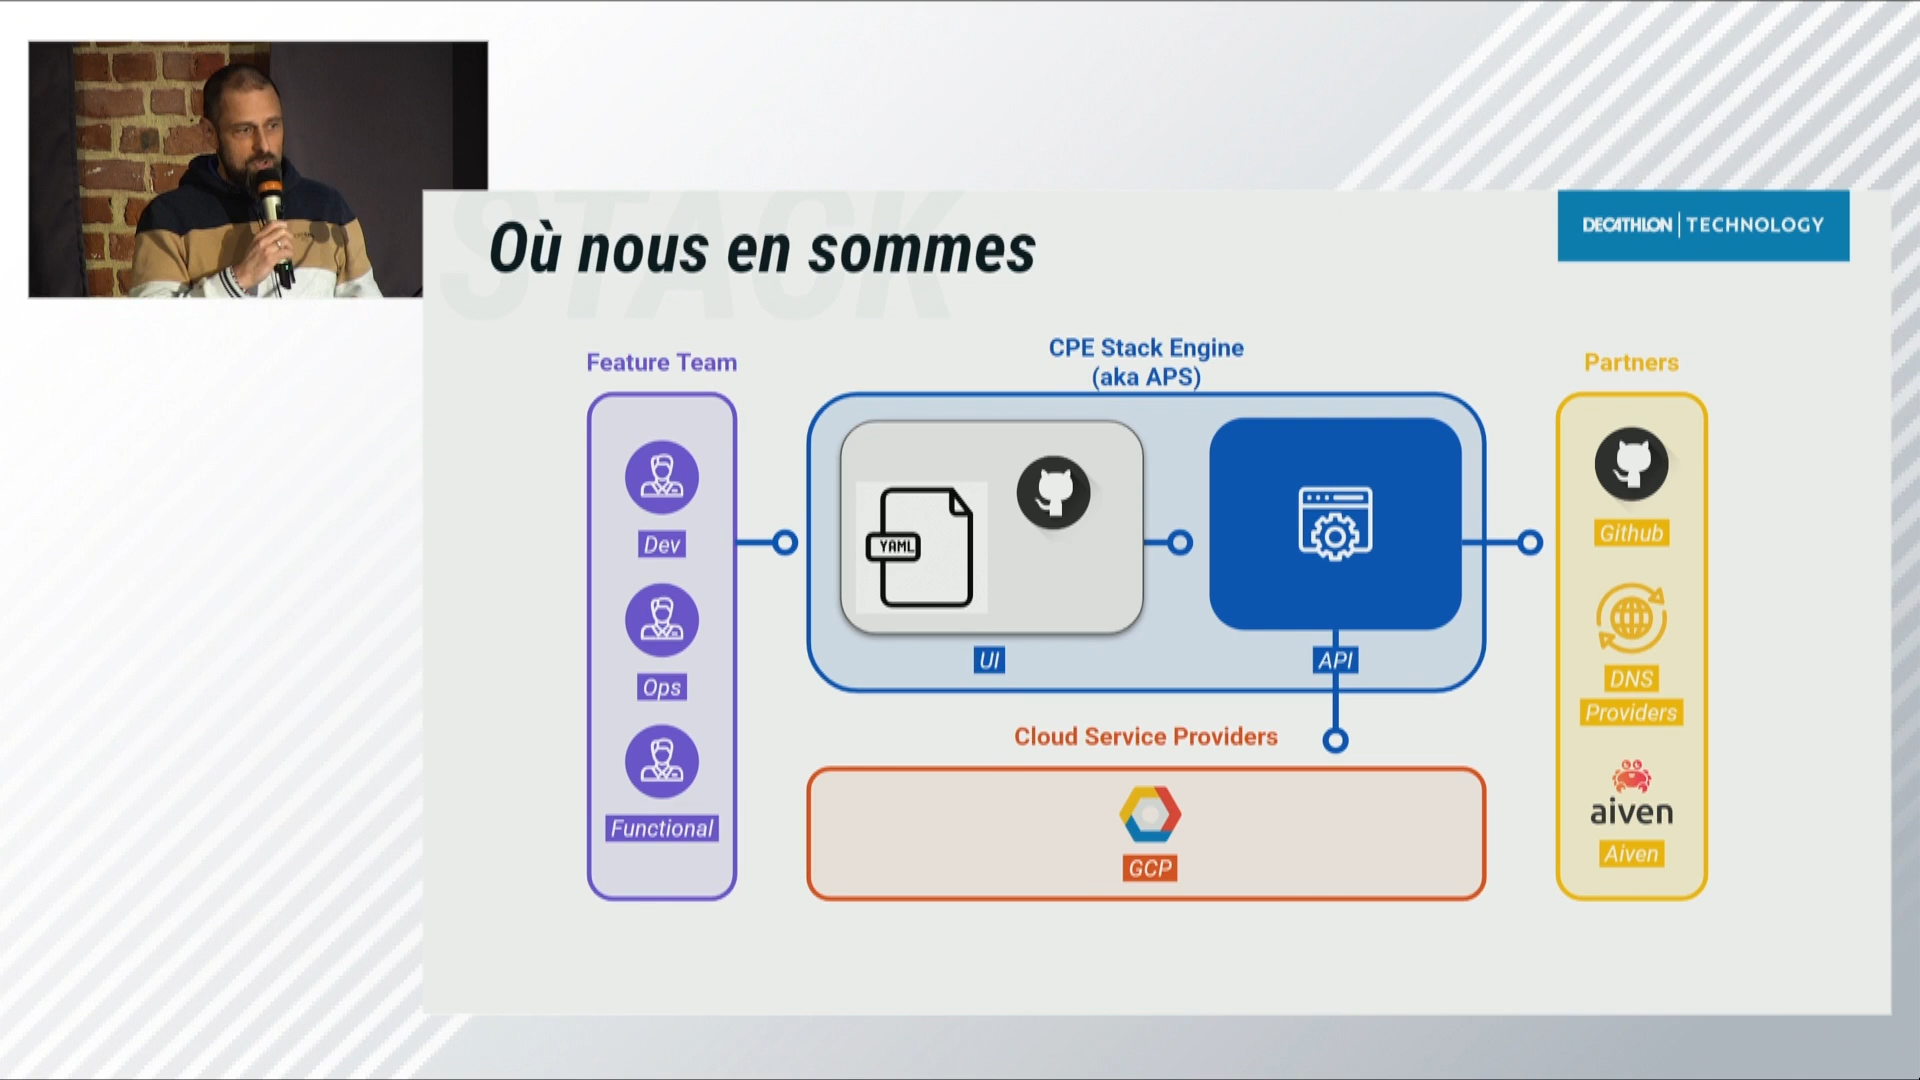 STACK
Où nous en sommes
DECATHLON | TECHNOLOGY
Feature Team
Dev
Ops
Functional
CPE Stack Engine
(aka APS)
YAML
UI
API
Cloud Service Providers
GCP
Partners
Github
DNS
Providers
aiven
Aiven